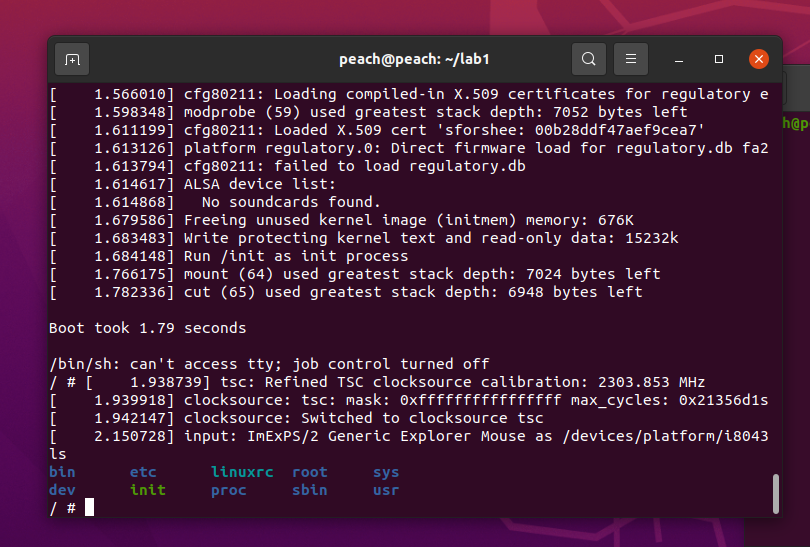 peach@peach: ~/lab1
[    1.566010] cfg80211: Loading compiled-in X.509 certificates for regulatory e
[    1.598348] modprobe (59) used greatest stack depth: 7052 bytes left
[    1.611199] cfg80211: Loaded X.509 cert 'sforshee: 00b28ddf47aef9cea7'
[    1.613126] platform regulatory.0: Direct firmware load for regulatory.db fa2
[    1.613794] cfg80211: failed to load regulatory.db
[    1.614617] ALSA device list:
[    1.614868]   No soundcards found.
[    1.679586] Freeing unused kernel image (initmem) memory: 676K
[    1.683483] Write protecting kernel text and read-only data: 15232k
[    1.684148] Run /init as init process
[    1.766175] mount (64) used greatest stack depth: 7024 bytes left
[    1.782336] cut (65) used greatest stack depth: 6948 bytes left
Boot took 1.79 seconds
/bin/sh: can't access tty; job control turned off
/ # [    1.938739] tsc: Refined TSC clocksource calibration: 2303.853 MHz
[    1.939918] clocksource: tsc: mask: 0xffffffffffffffff max_cycles: 0x21356d1s
[    1.942147] clocksource: Switched to clocksource tsc
[    2.150728] input: ImExPS/2 Generic Explorer Mouse as /devices/platform/i8043
ls
bin      etc      linuxrc  root     sys
dev      init     proc     sbin     usr
/ #
h@p